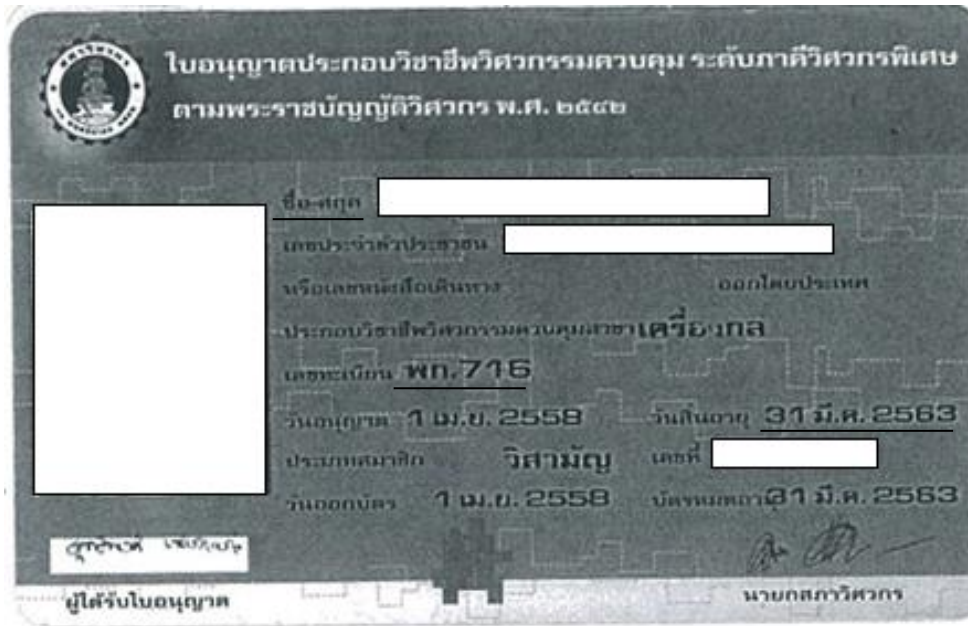 ใบอนุญาตประกอบวิชาชีพวิศวกรรมควบคุม ระดับภาคีวิศวกรพิเศษ
ตามพระราชบัญญัติวิศวกร พ.ศ. ๒๕๔๒
ชื่อ-สกุล
เลขประจำตัวประชาชน
หรือเลขหนังสือเดินทาง ออกโดยประเทศ
ประกอบวิชาชีพวิศวกรรมควบคุมสาขา เครื่องกล
เลขทะเบียน พก.716
วันอนุญาต 1 เม.ย. 2558 วันสิ้นอายุ 31 มี.ค. 2563
ประเภทสมาชิก วิสามัญ เลขที่
วันออกบัตร 1 เม.ย. 2558 บัตรหมดอายุ 31 มี.ค. 2563
ผู้ได้รับใบอนุญาต นายกสภาวิศวกร